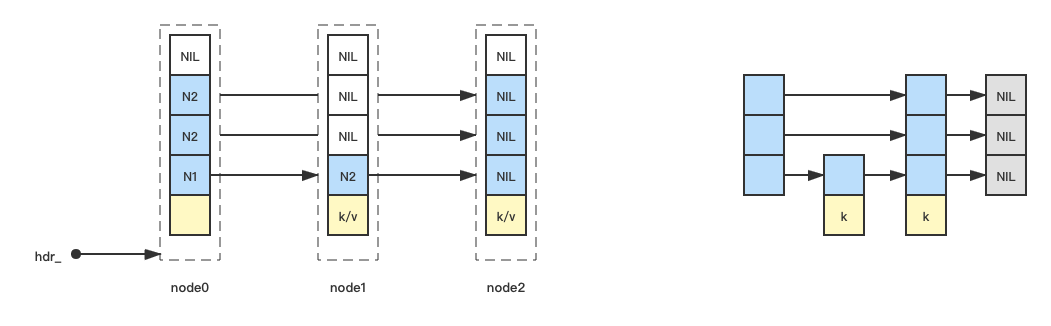 NIL NIL NIL
N2 NIL NIL NIL
N2 NIL NIL NIL
N1 N2 NIL NIL
k/v k/v k k
hdr_
node0 node1 node2